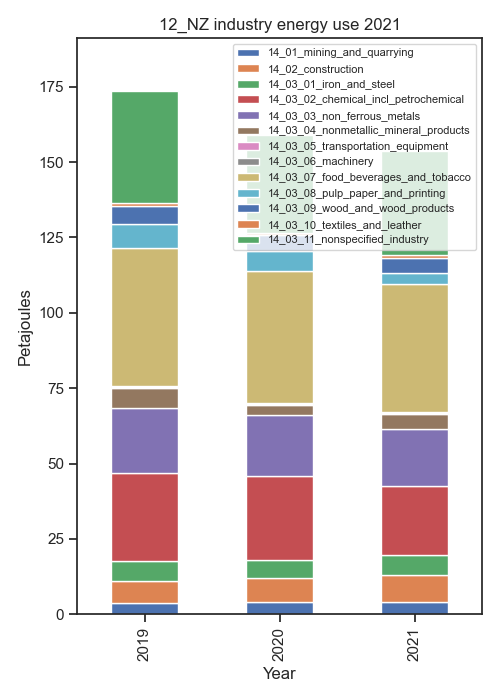 12_NZ industry energy use 2021
14_01_mining_and_quarrying
14_02_construction
14_03_01_iron_and_steel
14_03_02_chemical_incl_petrochemical
14_03_03_non_ferrous_metals
14_03_04_nonmetallic_mineral_products
14_03_05_transportation_equipment
14_03_06_machinery
14_03_07_food_beverages_and_tobacco
14_03_08_pulp_paper_and_printing
14_03_09_wood_and_wood_products
14_03_10_textiles_and_leather
14_03_11_nonspecified_industry
175
150
125
100
75
50
25
0
Petajoules
2019
2020
2021
Year